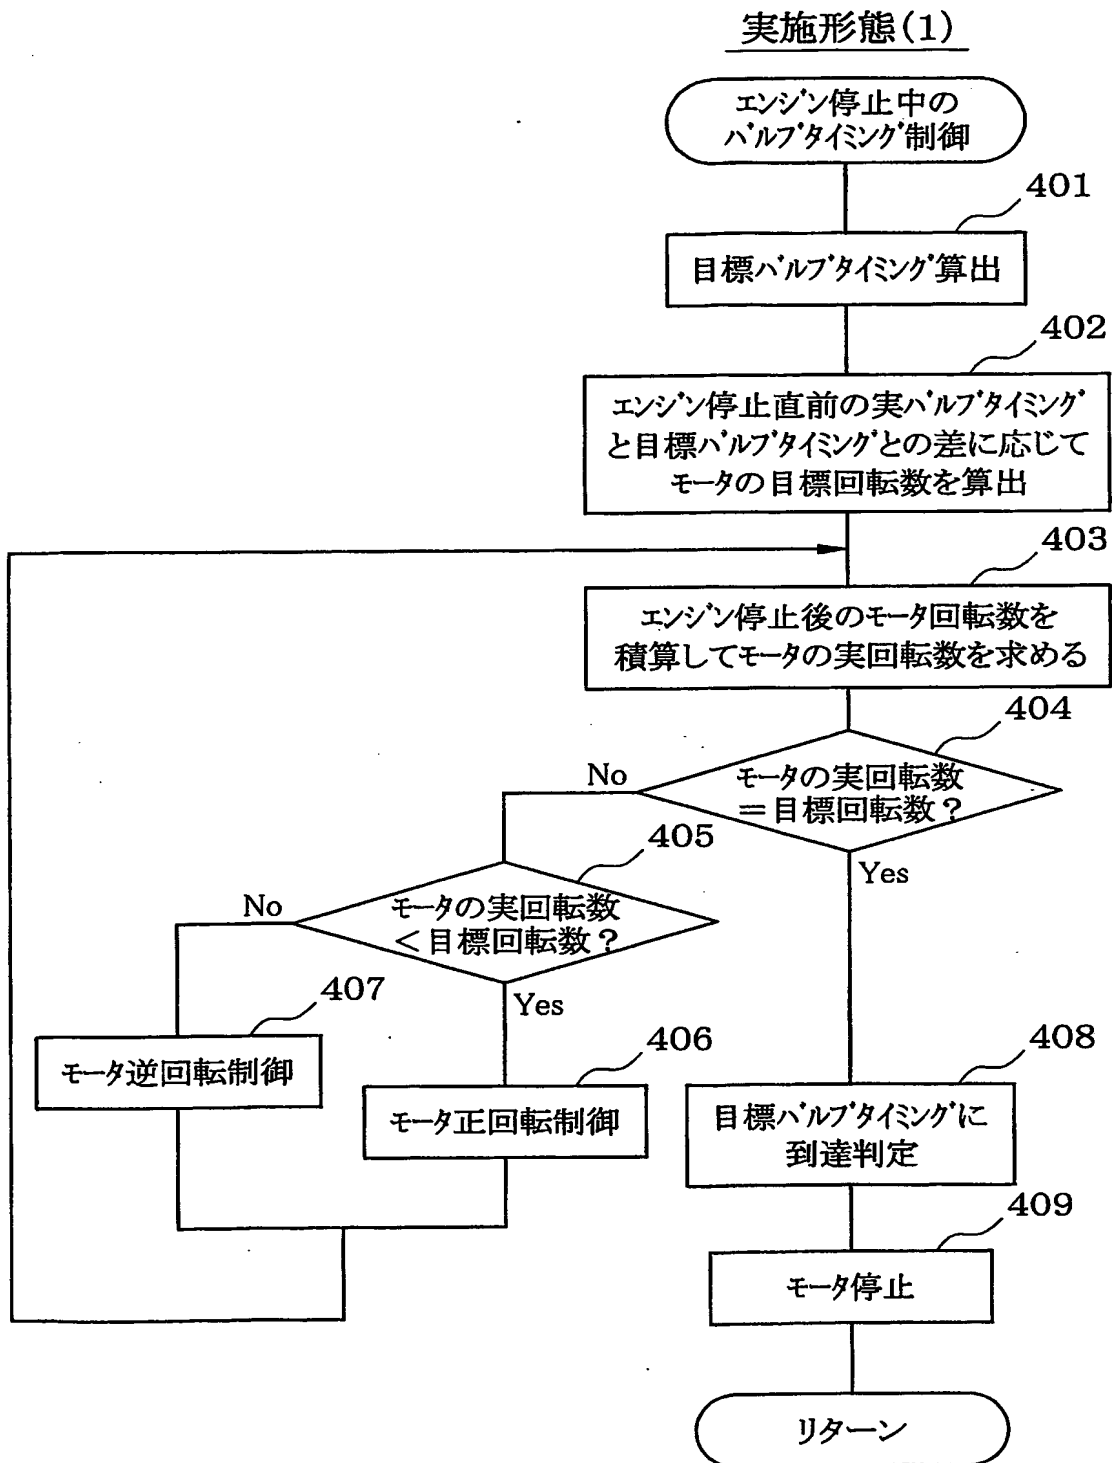 実施形態(1)
エンジン停止中の
バルブタイミング制御
401
目標バルブタイミング算出
402
エンジン停止直前の実バルブタイミング
と目標バルブタイミングとの差に応じて
モータの目標回転数を算出
403
エンジン停止後のモータ回転数を
積算してモータの実回転数を求める
404
モータの実回転数
=目標回転数?
No
Yes
405
モータの実回転数
<目標回転数?
No
Yes
407
モータ逆回転制御
406
モータ正回転制御
408
目標バルブタイミングに
到達判定
409
モータ停止
リターン